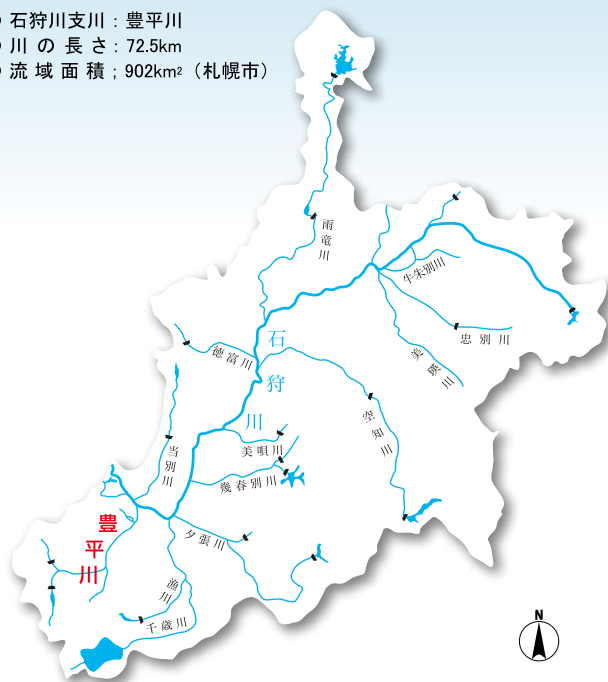 石狩川支川：豊平川
川の長さ：72.5km
流域面積；902km²（札幌市）
雨竜川
牛朱別川
忠別川
美瑛川
石狩川
徳富川
空知川
美唄川
当別川
幾春別川
豊平川
夕張川
漁川
千歳川
N